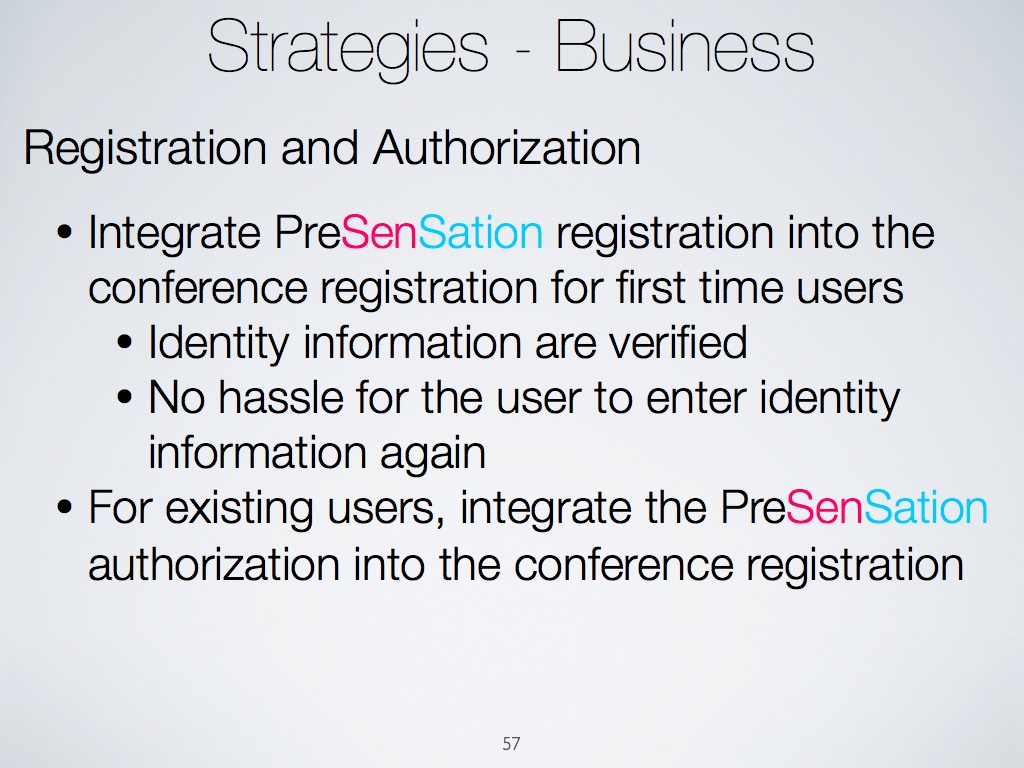 Strategies - Business
Registration and Authorization
• Integrate PreSenSation registration into the
conference registration for first time users
• Identity information are verified
• No hassle for the user to enter identity
information again
• For existing users, integrate the PreSenSation
authorization into the conference registration
57